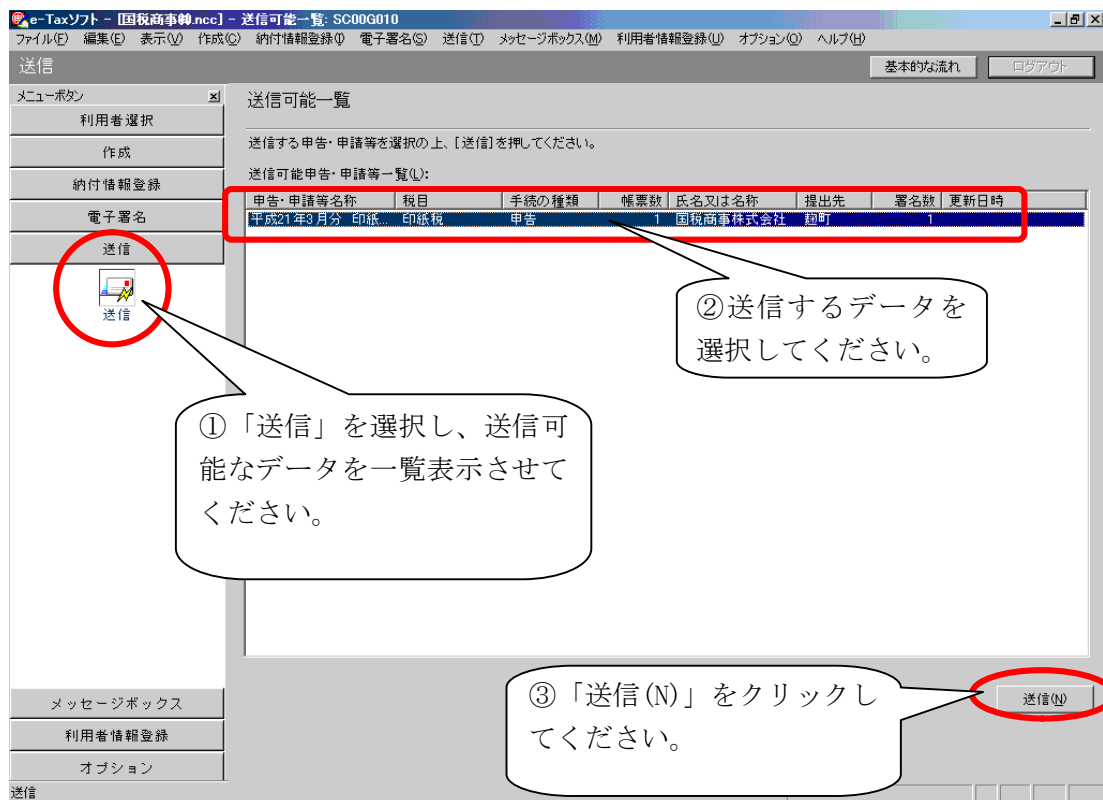 e-Taxソフト - [国税商事㈱.ncc] - 送信可能一覧: SC00G010
ファイル(F) 編集(E) 表示(V) 作成(C) 納付情報登録(I) 電子署名(S) 送信(T) メッセージボックス(M) 利用者情報登録(U) オプション(O) ヘルプ(H)
送信
基本的な流れ
ログアウト
メニューボタン
利用者選択
作成
納付情報登録
電子署名
送信
送信
送信可能一覧
送信する申告・申請等を選択の上、[送信]を押してください。
送信可能申告・申請等一覧(L):
申告・申請等名称 税目 手続の種類 帳票数 氏名又は名称 提出先 署名数 更新日時
平成21年3月分 印紙... 印紙税 申告 1 国税商事株式会社 麹町 1
②送信するデータを
選択してください。
①「送信」を選択し、送信可
能なデータを一覧表示させて
ください。
③「送信(N)」をクリックし
てください。
送信(N)
メッセージボックス
利用者情報登録
オプション
送信